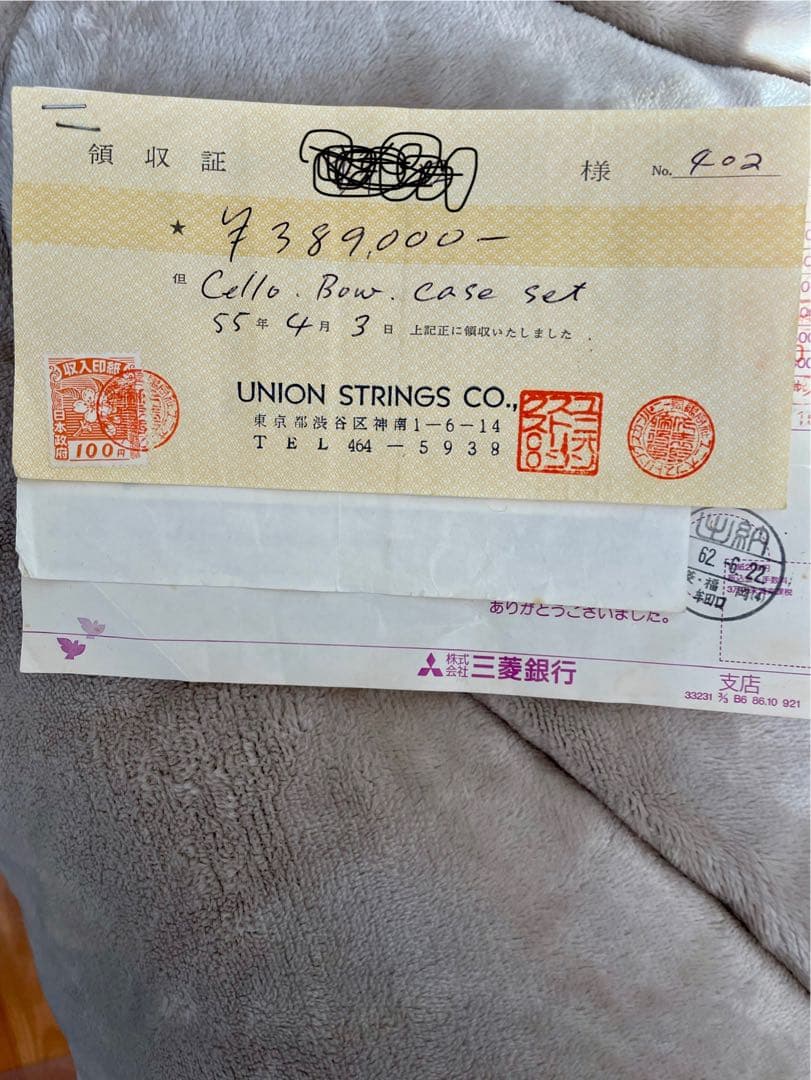 領収証 様 No. 402
★ ¥389,000-
但 Cello. Bow. case set
55年4月3日 上記正に領収いたしました.
収入印紙
日本政府
100円
UNION STRINGS CO.,
東京都渋谷区神南1-6-14
TEL 464-5938
出納
62.6.22
ありがとうございました。
株式会社 三菱銀行
支店
33231 2/3 B6 86.10 921